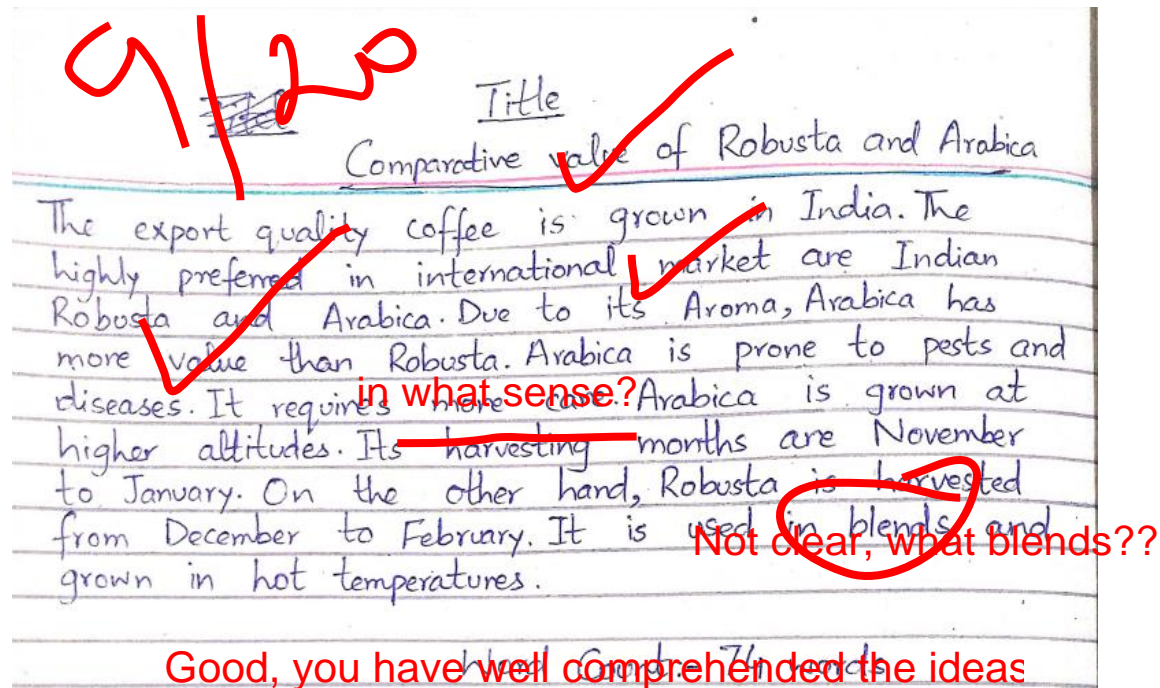 9/20
Title
Comparative value of Robusta and Arabica
The export quality coffee is grown in India. The
highly preferred in international market are Indian
Robusta and Arabica. Due to its Aroma, Arabica has
more value than Robusta. Arabica is prone to pests and
in what sense?
diseases. It requires more care. Arabica is grown at
higher altitudes. Its harvesting months are November
to January. On the other hand, Robusta is harvested
from December to February. It is used in blends and
Not clear, what blends??
grown in hot temperatures.
Word Count:- 74 words
Good, you have well comprehended the ideas